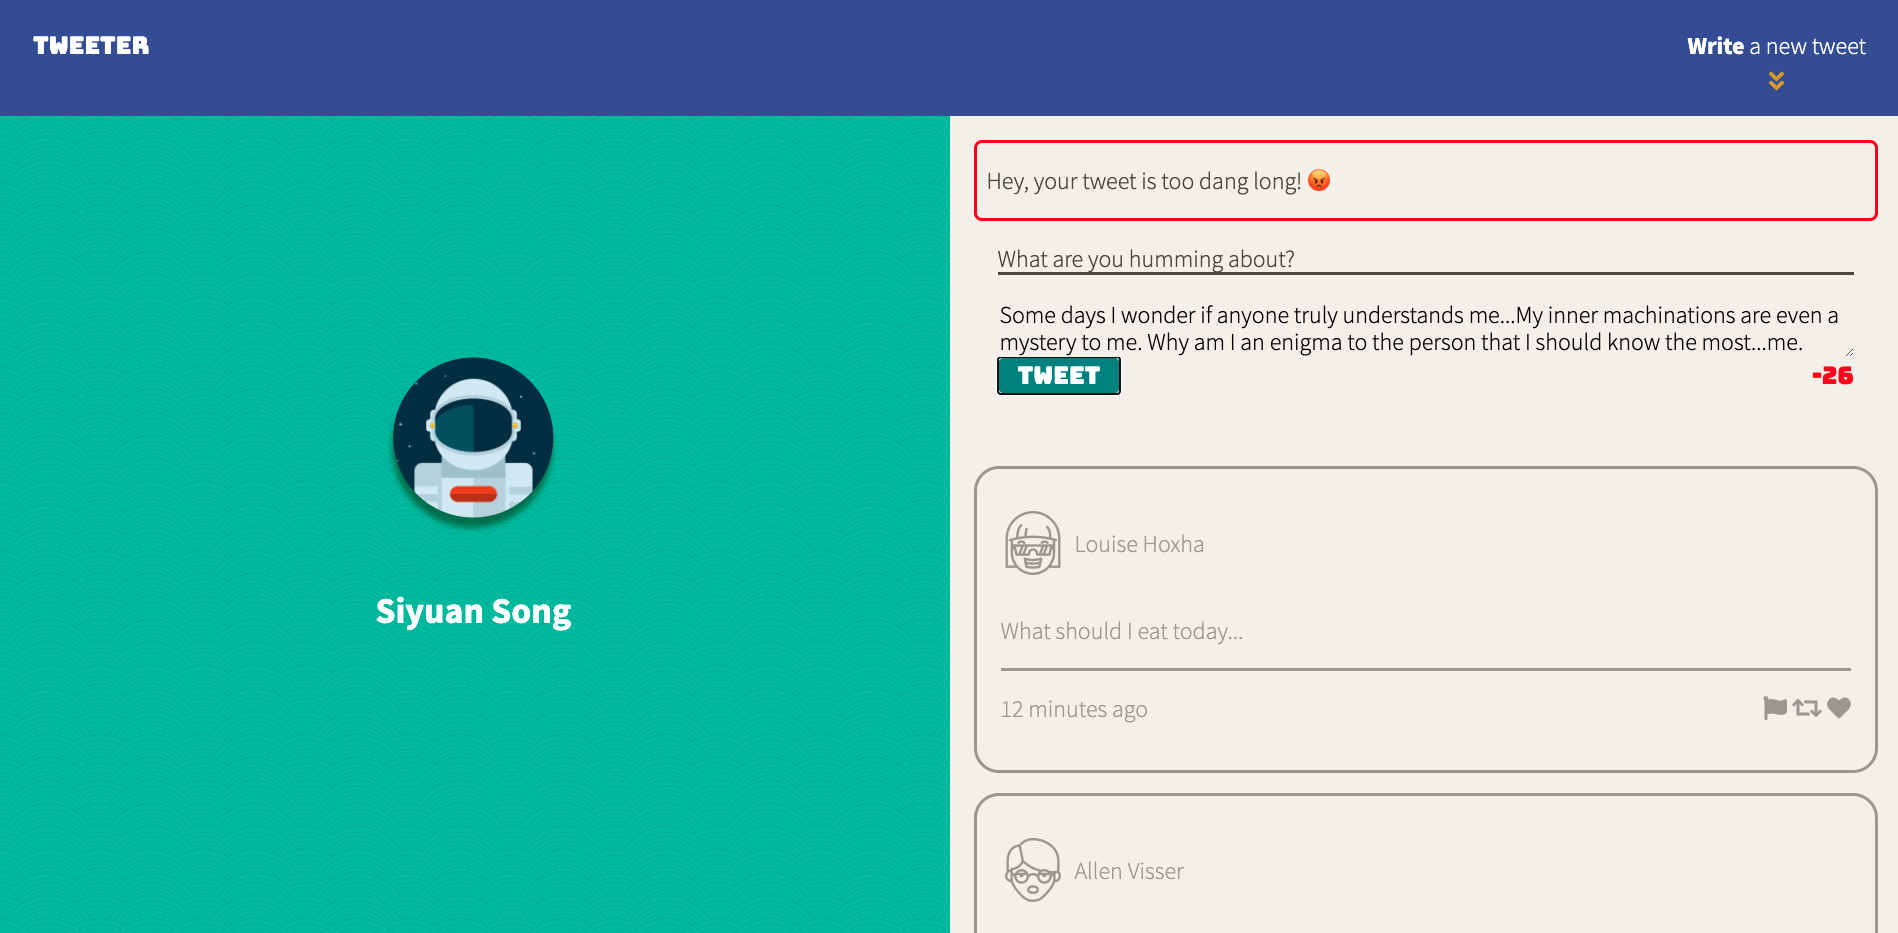 TWEETER
Write a new tweet
Siyuan Song
Hey, your tweet is too dang long! 😡
What are you humming about?
Some days I wonder if anyone truly understands me...My inner machinations are even a
mystery to me. Why am I an enigma to the person that I should know the most...me.
TWEET
-26
Louise Hoxha
What should I eat today...
12 minutes ago
Allen Visser